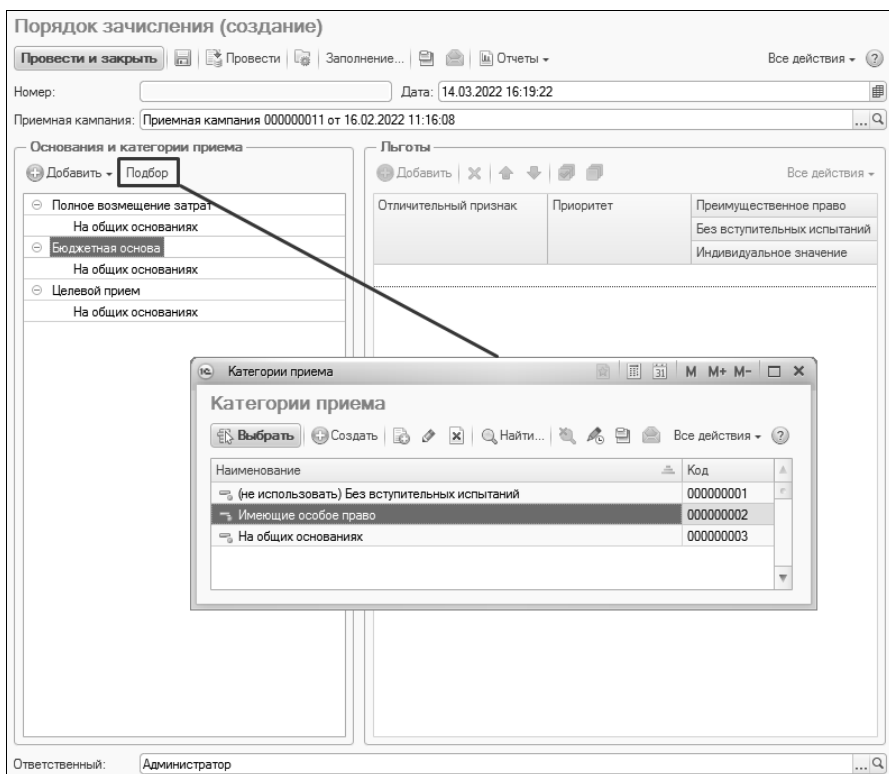 Порядок зачисления (создание)
Провести и закрыть Провести Заполнение... Отчеты Все действия ?
Номер: Дата: 14.03.2022 16:19:22
Приемная кампания: Приемная кампания 000000011 от 16.02.2022 11:16:08 ...
Основания и категории приема
Добавить Подбор
Полное возмещение затрат
На общих основаниях
Бюджетная основа
На общих основаниях
Целевой прием
На общих основаниях
Льготы
Добавить Все действия
Отличительный признак Приоритет Преимущественное право
Без вступительных испытаний
Индивидуальное значение
1С Категории приема 31 M M+ M-
Категории приема
Выбрать Создать Найти... Все действия ?
Наименование Код
(не использовать) Без вступительных испытаний 000000001
Имеющие особое право 000000002
На общих основаниях 000000003
Ответственный: Администратор ...